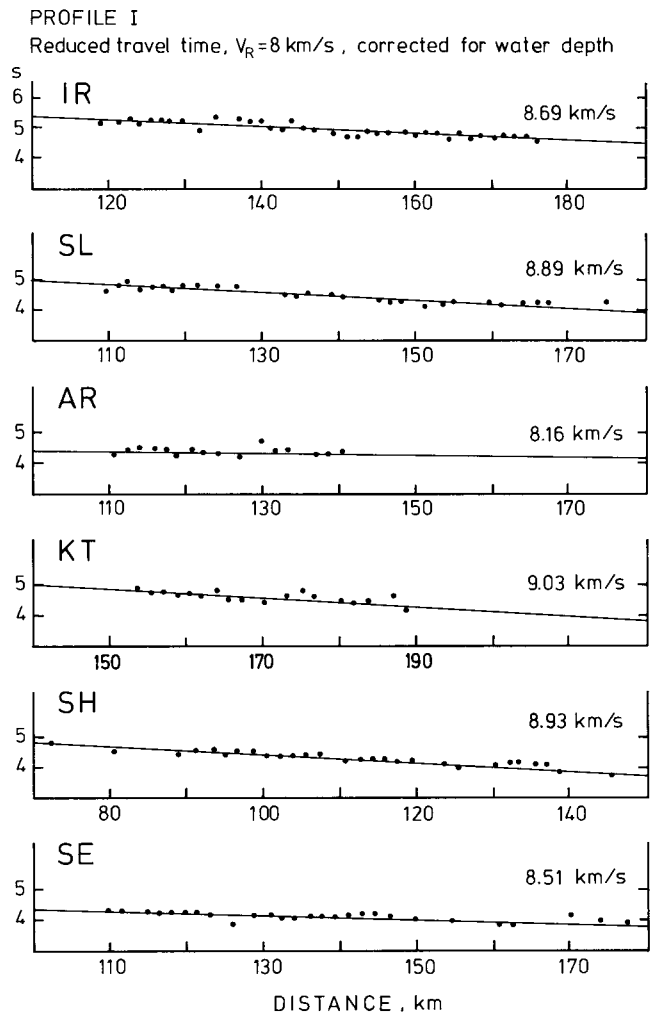 PROFILE I
Reduced travel time, VR=8 km/s, corrected for water depth
s
6
5
4
IR
8.69 km/s
120 140 160 180
5
4
SL
8.89 km/s
110 130 150 170
5
4
AR
8.16 km/s
110 130 150 170
5
4
KT
9.03 km/s
150 170 190
5
4
SH
8.93 km/s
80 100 120 140
5
4
SE
8.51 km/s
110 130 150 170
DISTANCE, km